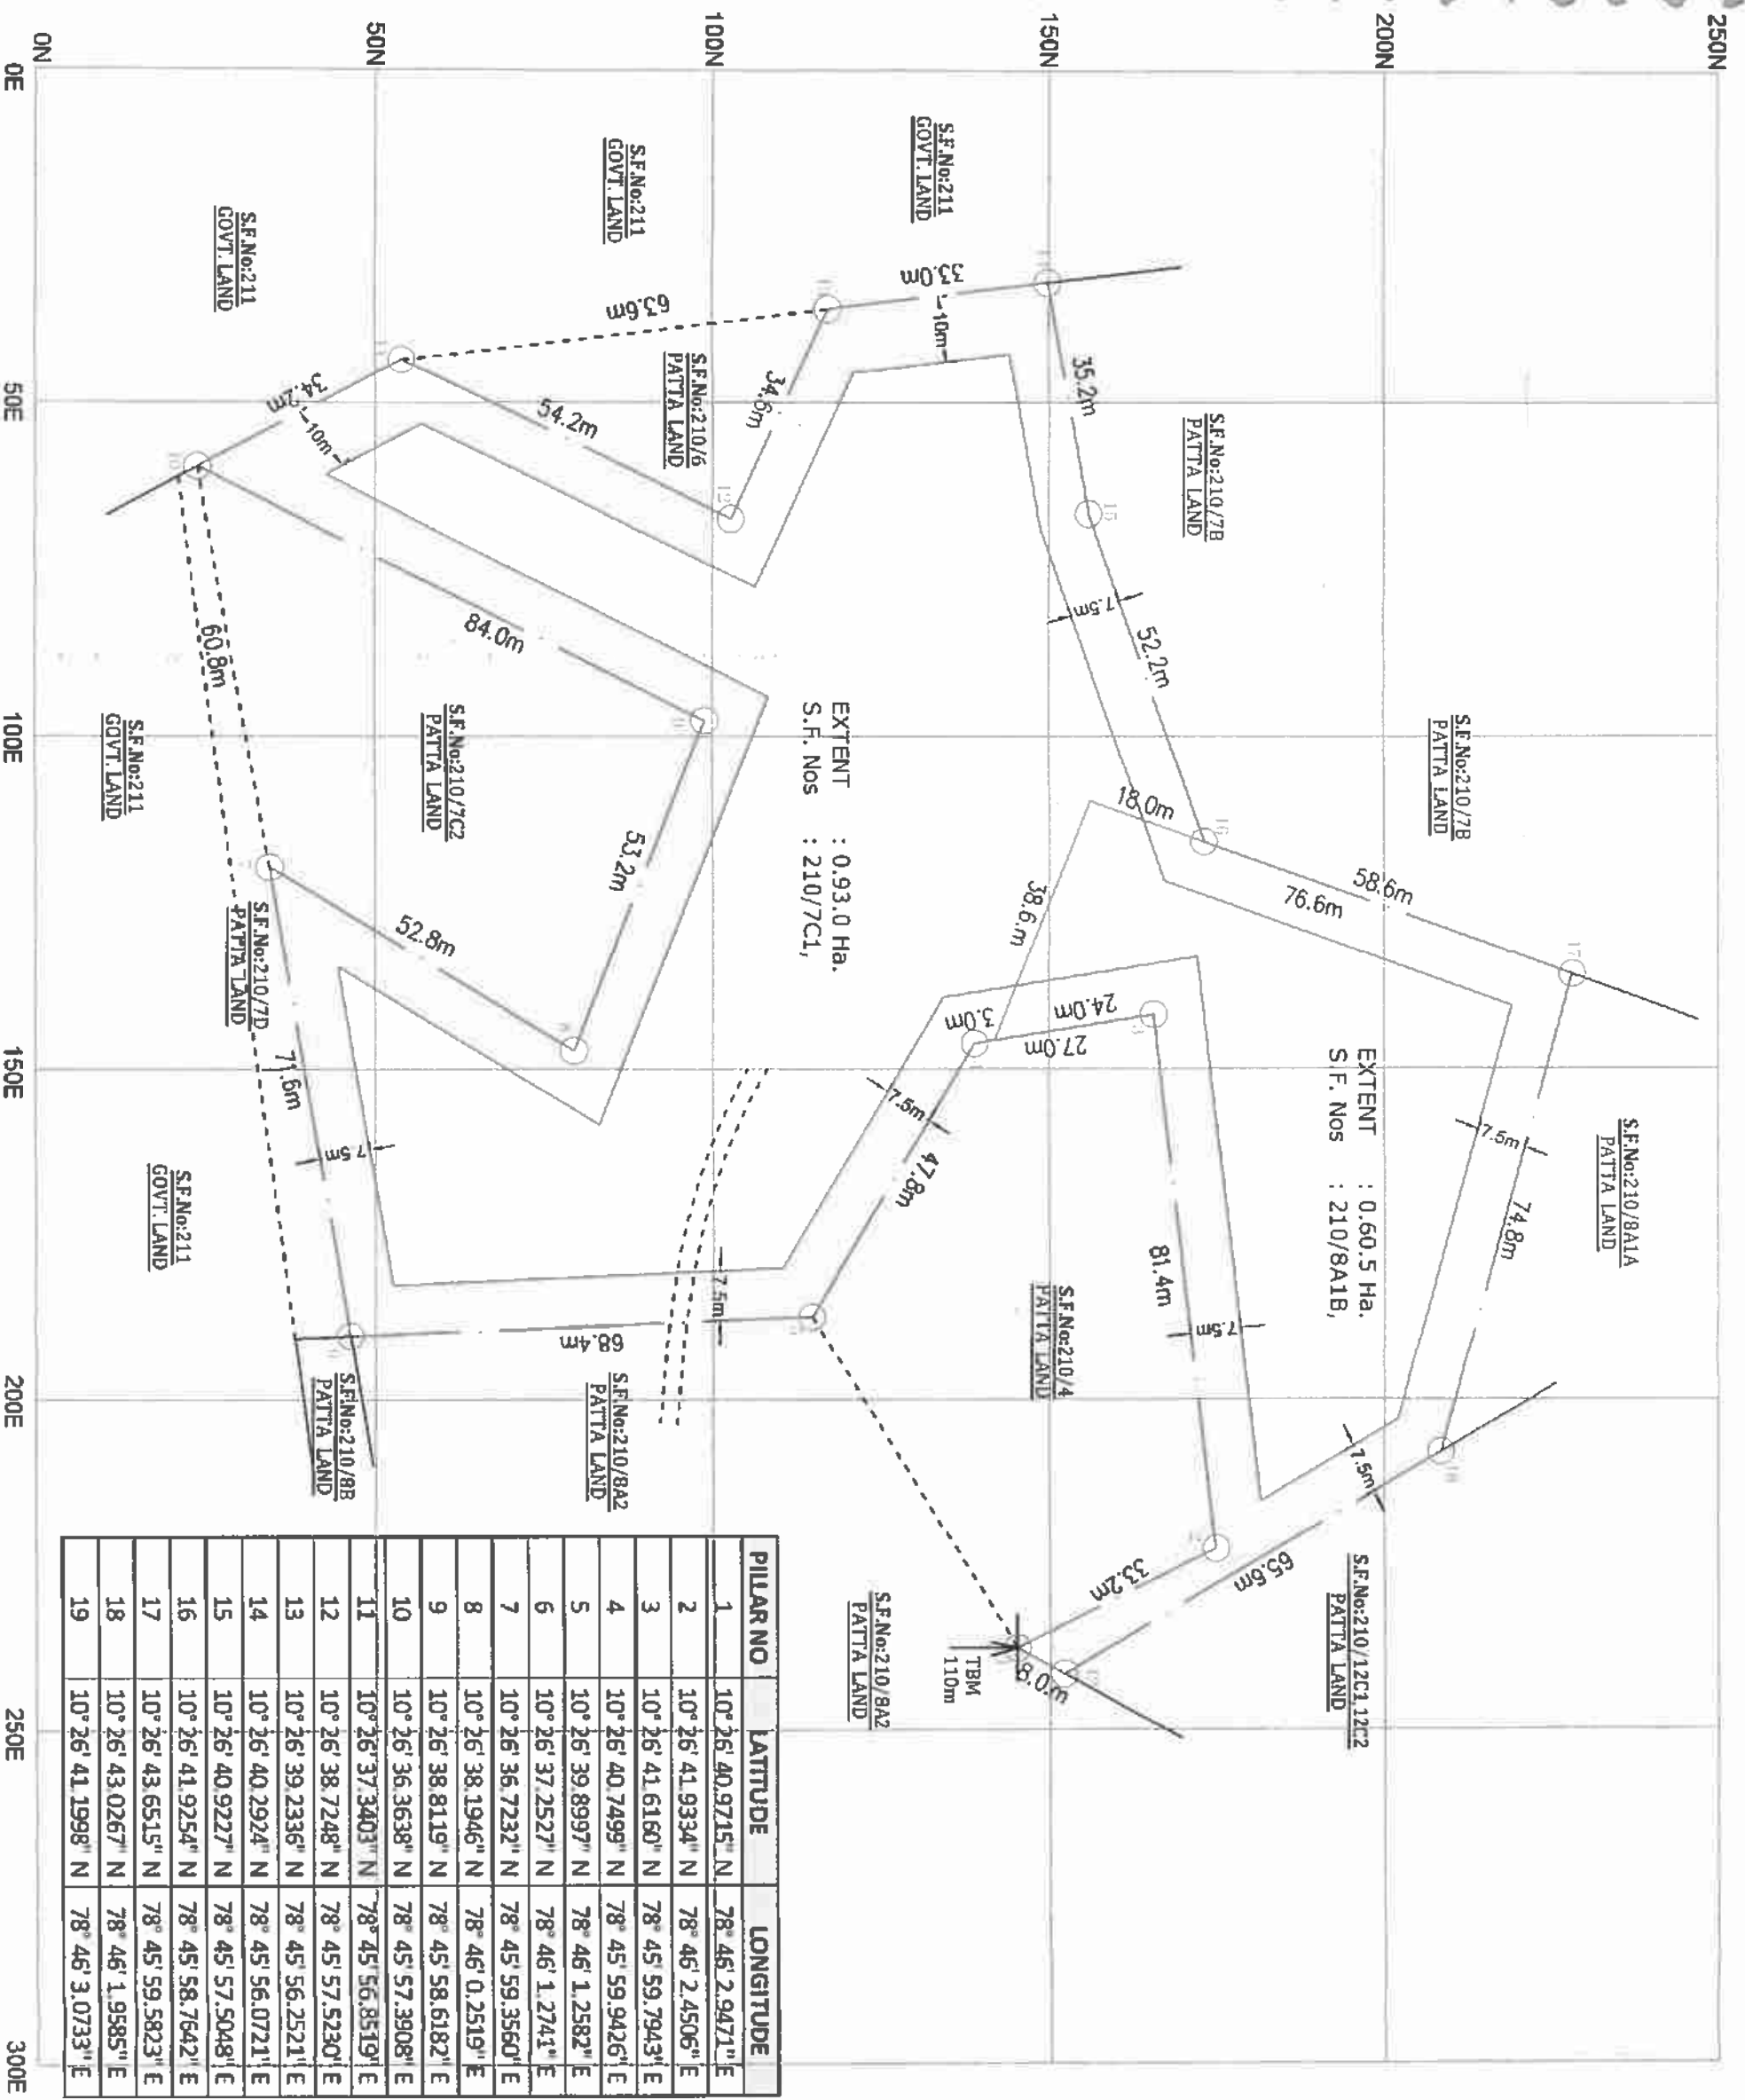 250N
200N
150N
100N
50N
0N
0E
50E
100E
150E
200E
250E
300E
S.F.No:211
GOVT. LAND
S.F.No:211
GOVT. LAND
S.F.No:211
GOVT. LAND
S.F.No:211
GOVT. LAND
S.F.No:211
GOVT. LAND
S.F.No:210/7B
PATTA LAND
S.F.No:210/7B
PATTA LAND
S.F.No:210/8A1A
PATTA LAND
S.F.No:210/12C1,12C2
PATTA LAND
S.F.No:210/6
PATTA LAND
S.F.No:210/7C2
PATTA LAND
S.F.No:210/7D
PATTA LAND
S.F.No:210/4
PATTA LAND
S.F.No:210/8A2
PATTA LAND
S.F.No:210/8A2
PATTA LAND
S.F.No:210/8B
PATTA LAND
EXTENT : 0.93.0 Ha.
S.F. Nos : 210/7C1,
EXTENT : 0.60.5 Ha.
S.F. Nos : 210/8A1B,
33.0m
10m
35.2m
63.6m
34.6m
54.2m
34.2m
10m
7.5m
52.2m
84.0m
60.8m
53.2m
52.8m
18.0m
58.6m
76.6m
38.6m
3.0m
24.0m
27.0m
7.5m
47.8m
71.6m
7.5m
7.5m
68.4m
81.4m
7.5m
7.5m
74.8m
7.5m
65.6m
33.2m
8.0m
TBM
110m
12
15
16
17
PILLAR NO LATITUDE LONGITUDE
1 10° 26' 40.9715" N 78° 46' 2.9471" E
2 10° 26' 41.9334" N 78° 46' 2.4506" E
3 10° 26' 41.6160" N 78° 45' 59.7943" E
4 10° 26' 40.7499" N 78° 45' 59.9426" E
5 10° 26' 39.8997" N 78° 46' 1.2582" E
6 10° 26' 37.2527" N 78° 46' 1.2741" E
7 10° 26' 36.7232" N 78° 45' 59.3560" E
8 10° 26' 38.1946" N 78° 46' 0.2519" E
9 10° 26' 38.8119" N 78° 45' 58.6182" E
10 10° 26' 36.3638" N 78° 45' 57.3908" E
11 10° 26' 37.3403" N 78° 45' 56.8519" E
12 10° 26' 38.7248" N 78° 45' 57.5230" E
13 10° 26' 39.2336" N 78° 45' 56.2521" E
14 10° 26' 40.2924" N 78° 45' 56.0721" E
15 10° 26' 40.9227" N 78° 45' 57.5048" E
16 10° 26' 41.9254" N 78° 45' 58.7642" E
17 10° 26' 43.6515" N 78° 45' 59.5823" E
18 10° 26' 43.0267" N 78° 46' 1.9585" E
19 10° 26' 41.1998" N 78° 46' 3.0733" E